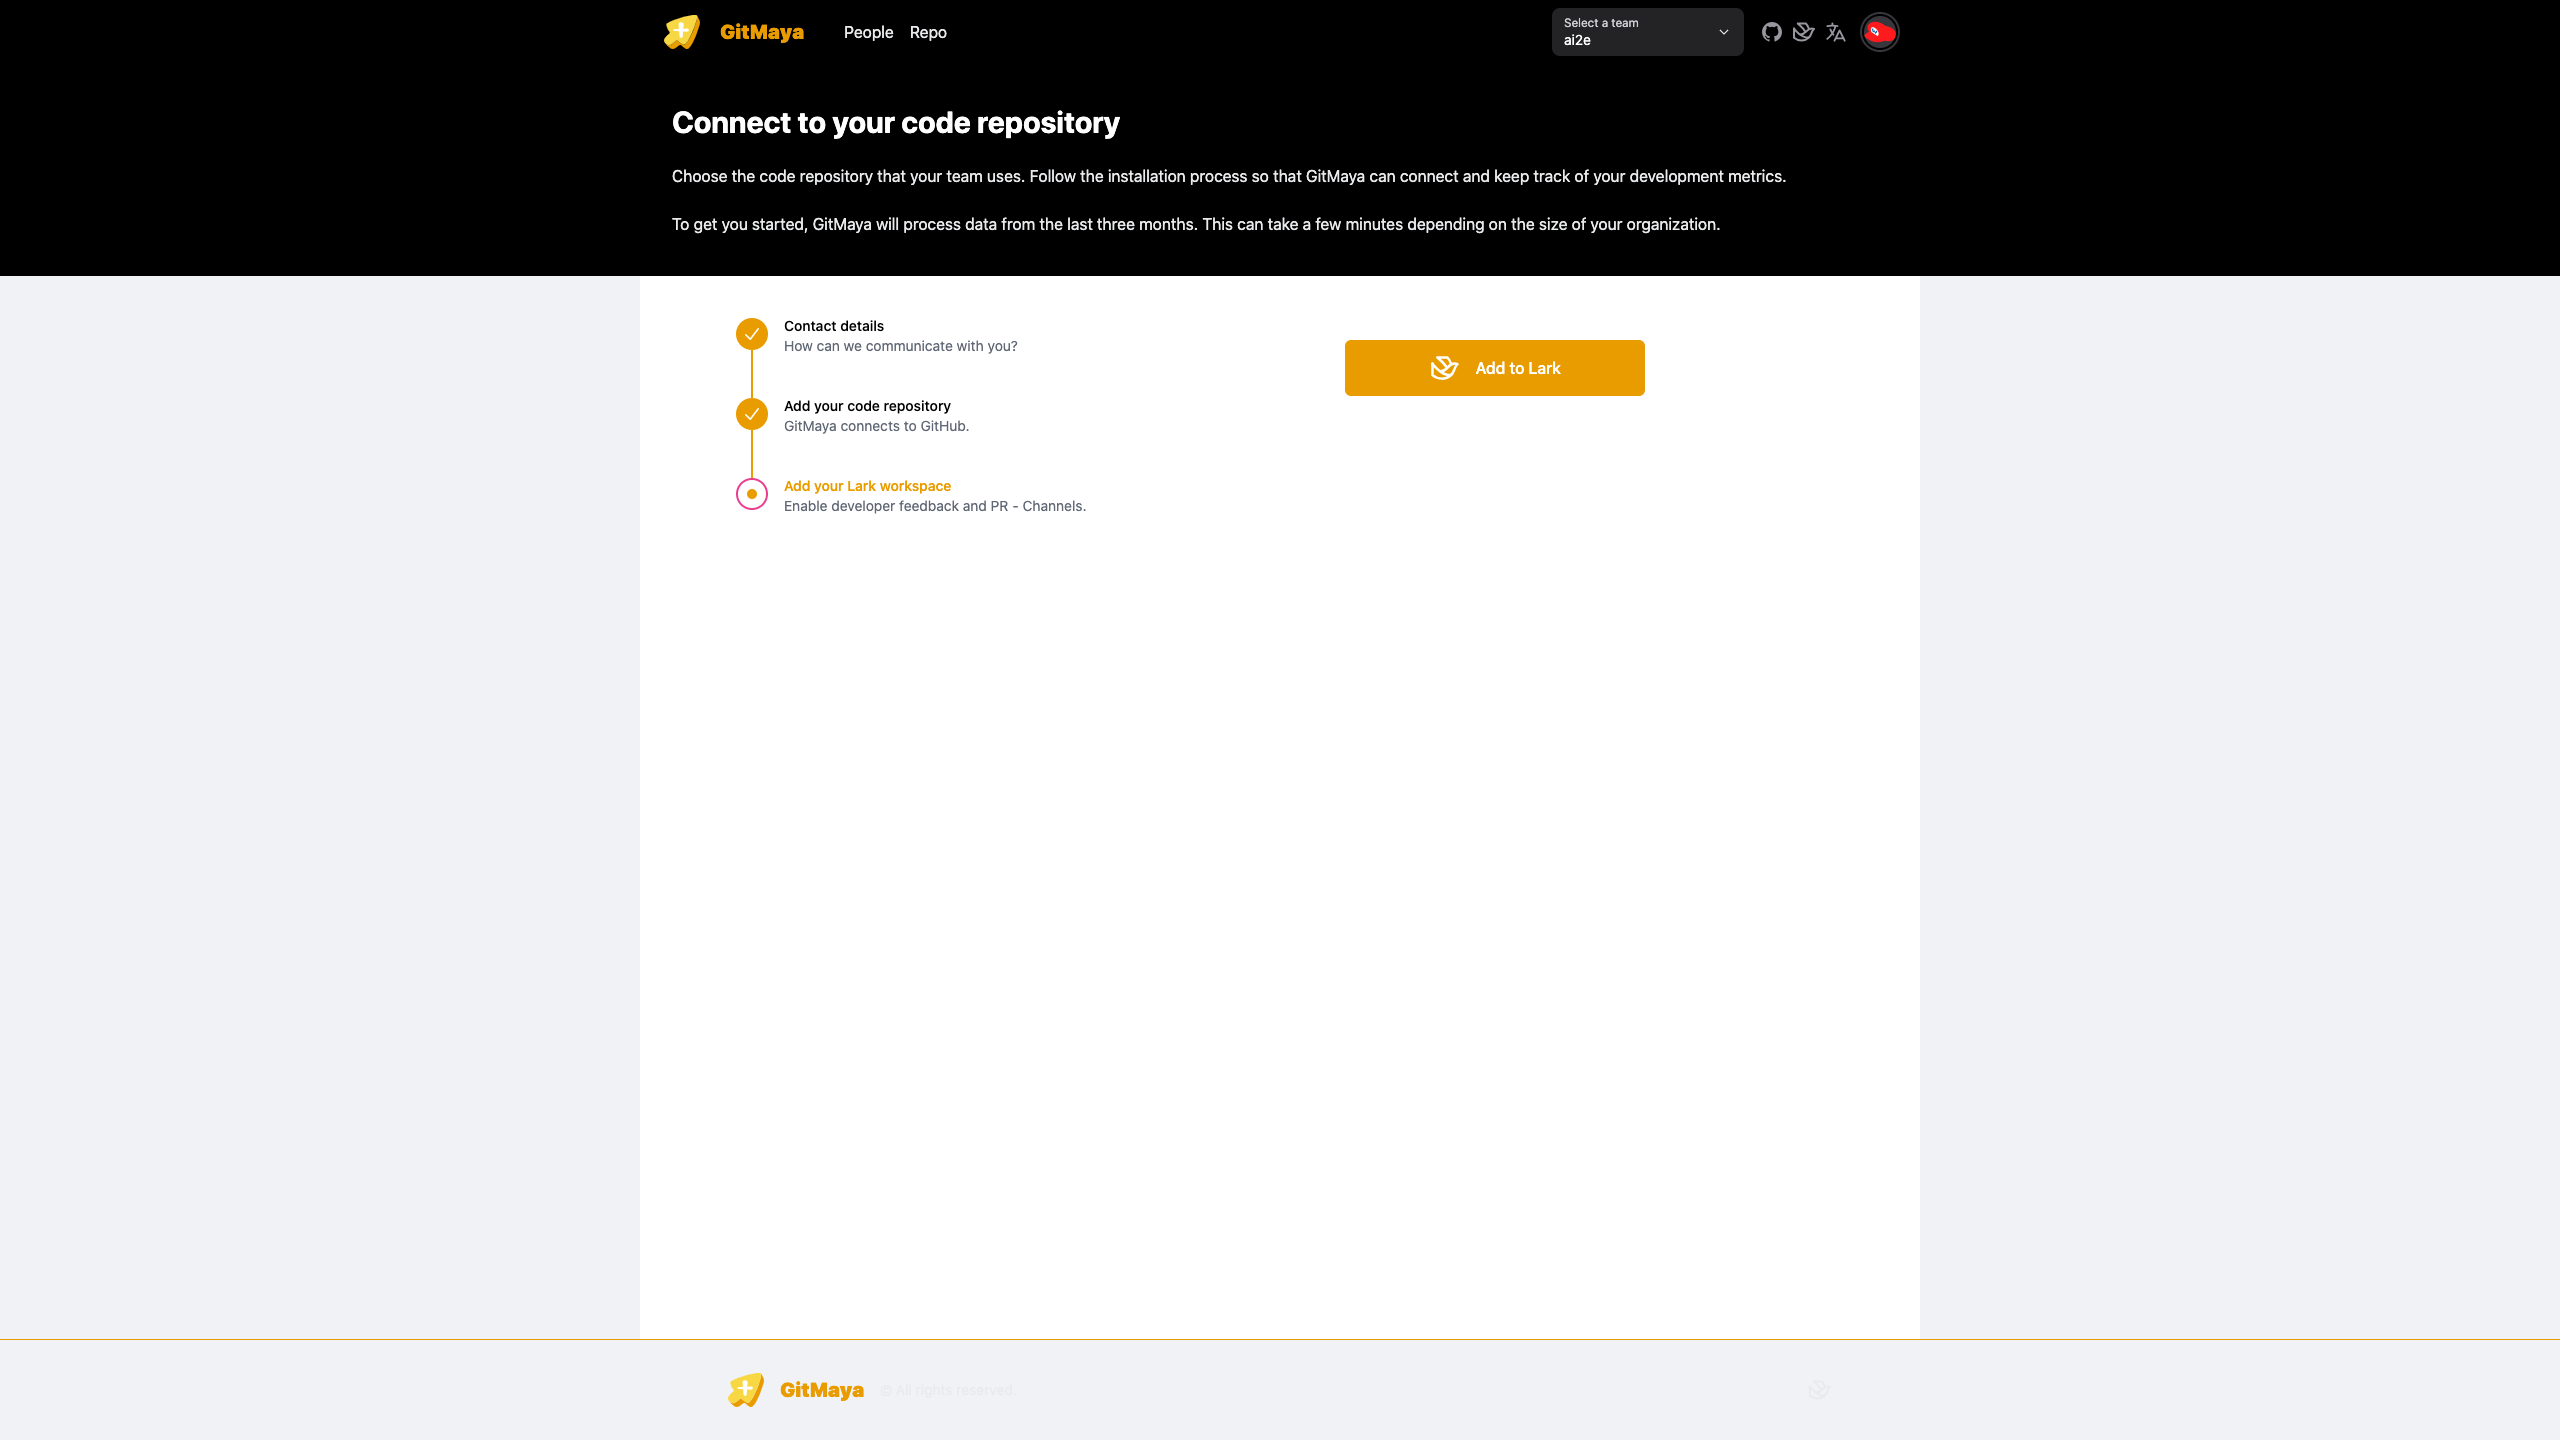 GitMaya
People
Repo
Select a team
ai2e
Connect to your code repository
Choose the code repository that your team uses. Follow the installation process so that GitMaya can connect and keep track of your development metrics.
To get you started, GitMaya will process data from the last three months. This can take a few minutes depending on the size of your organization.
Contact details
How can we communicate with you?
Add your code repository
GitMaya connects to GitHub.
Add your Lark workspace
Enable developer feedback and PR - Channels.
Add to Lark
GitMaya
© All rights reserved.